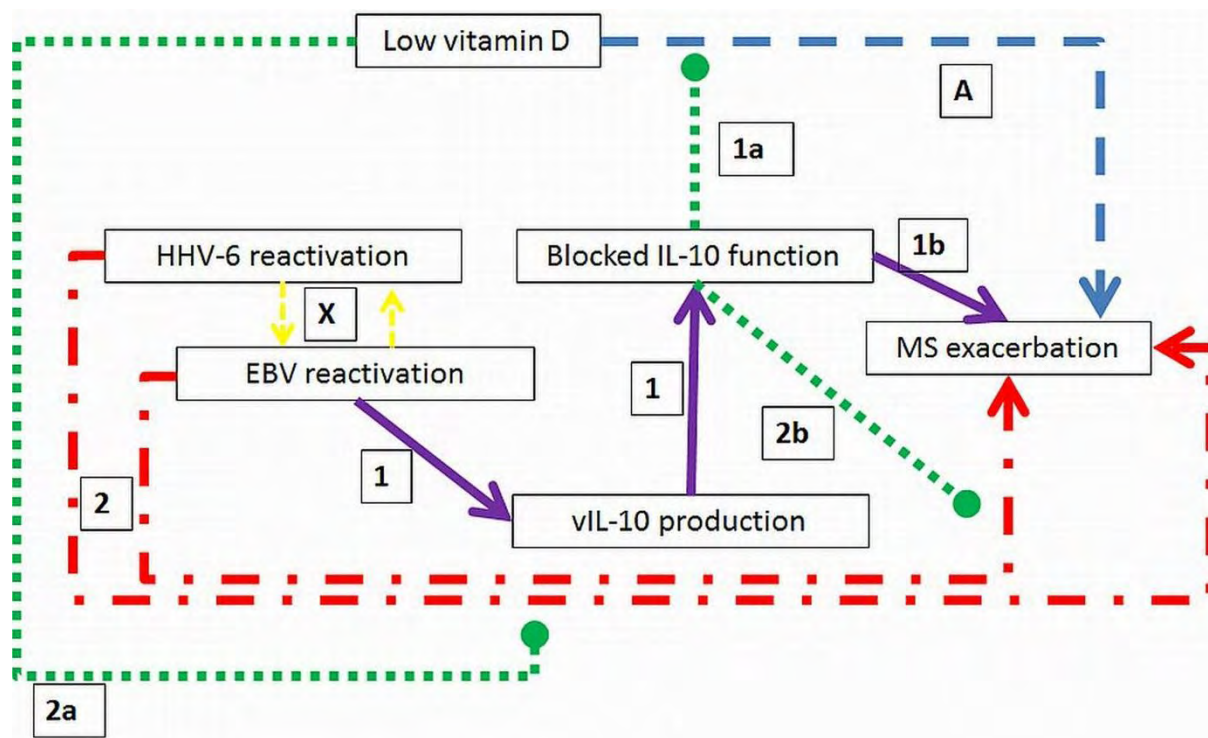 Low vitamin D
A
1a
HHV-6 reactivation
Blocked IL-10 function
1b
X
MS exacerbation
EBV reactivation
1
1
2b
2
vIL-10 production
2a